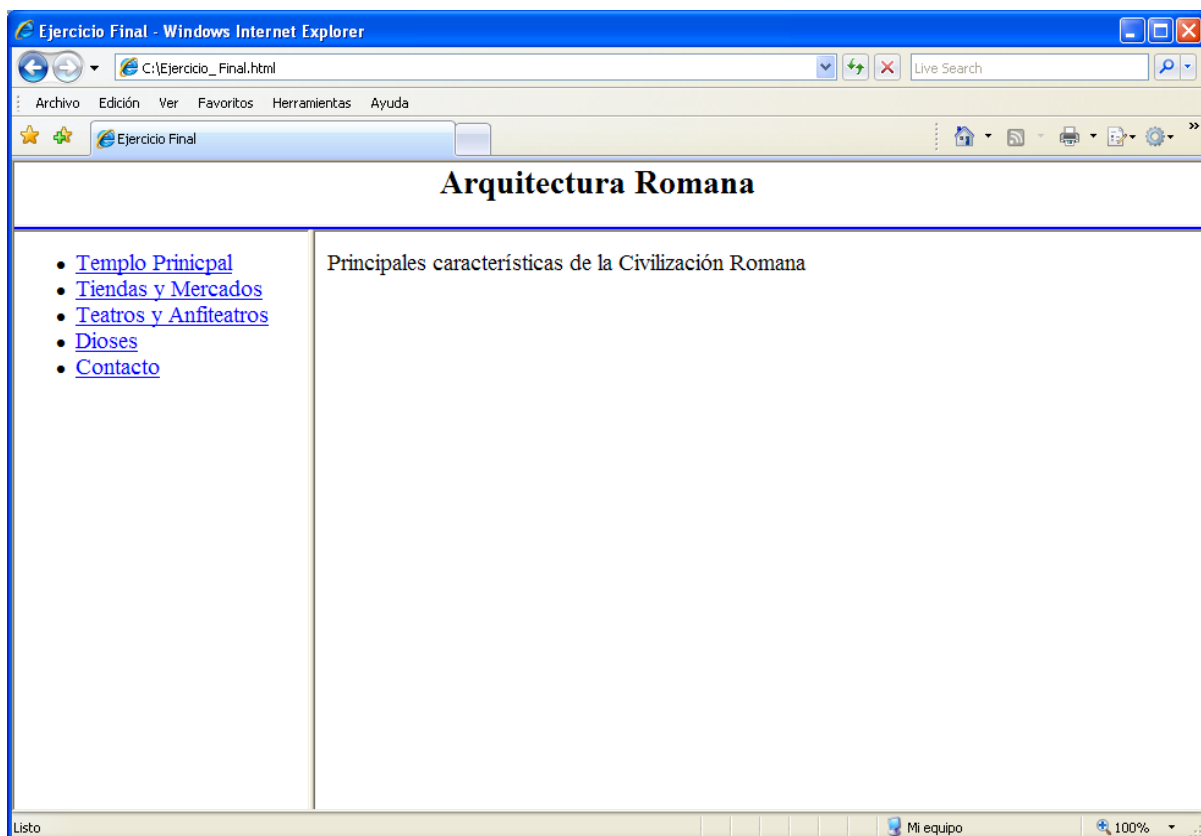 Ejercicio Final - Windows Internet Explorer
C:\Ejercicio_Final.html
Live Search
Archivo Edición Ver Favoritos Herramientas Ayuda
Ejercicio Final
»
Arquitectura Romana
Templo Prinicpal
Tiendas y Mercados
Teatros y Anfiteatros
Dioses
Contacto
Principales características de la Civilización Romana
Listo
Mi equipo
100%